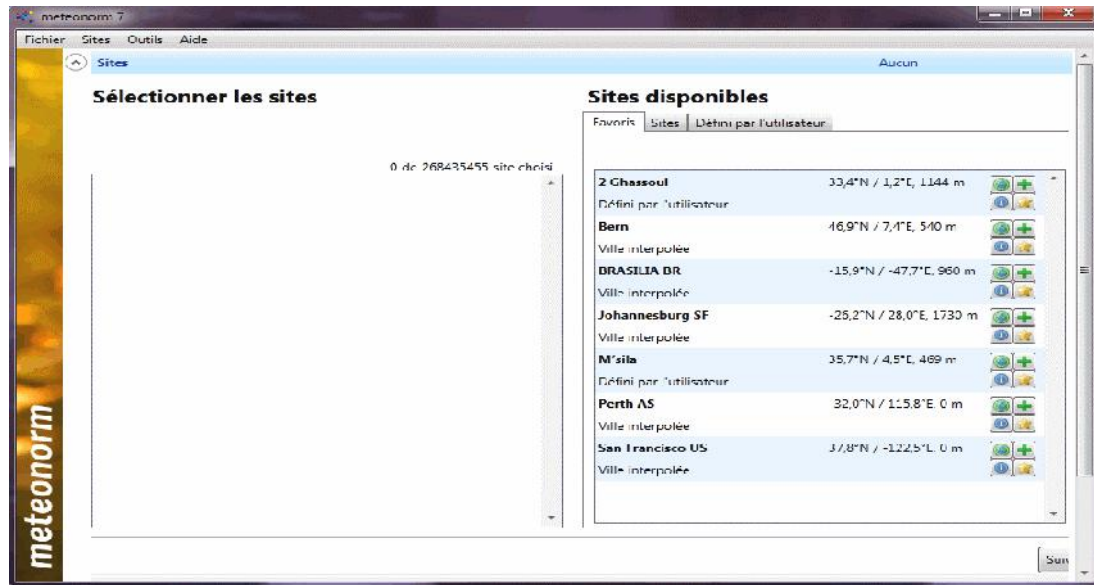 meteonorm 7
Fichier Sites Outils Aide
Sites Aucun
Sélectionner les sites
0 de 268435455 site choisi
Sites disponibles
Favoris Sites Défini par l'utilisateur
2 Ghassoul 33,4°N / 1,2°E, 1144 m
Défini par l'utilisateur
Bern 46,9°N / 7,4°E, 540 m
Ville interpolée
BRASILIA BR -15,9°N / -47,7°E, 960 m
Ville interpolée
Johannesburg SF -26,2°N / 28,0°E, 1730 m
Ville interpolée
M'sila 35,7°N / 4,5°E, 469 m
Défini par l'utilisateur
Perth AS 32,0°N / 115,8°E, 0 m
Ville interpolée
San Francisco US 37,8°N / -122,5°E, 0 m
Ville interpolée
Suiv
meteonorm